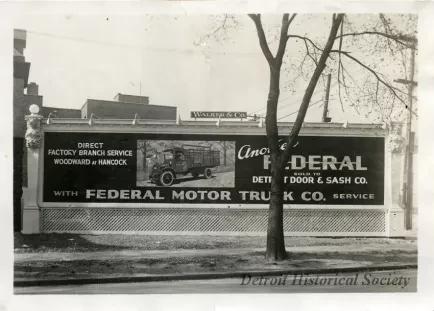 WALKER & CO.
DIRECT
FACTORY BRANCH SERVICE
WOODWARD AT HANCOCK
Another
FEDERAL
SOLD TO
DETROIT DOOR & SASH CO.
WITH FEDERAL MOTOR TRUCK CO. SERVICE
Detroit Historical Society